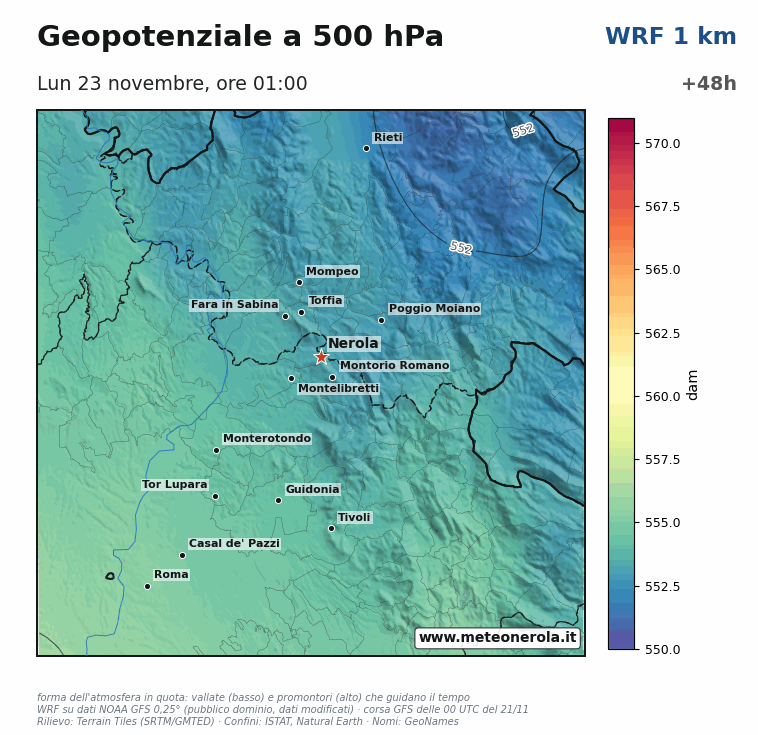 Geopotenziale a 500 hPa
WRF 1 km
Lun 23 novembre, ore 01:00
+48h
552
Rieti
552
Mompeo
Fara in Sabina
Toffia
Poggio Moiano
Nerola
Montorio Romano
Montelibretti
Monterotondo
Tor Lupara
Guidonia
Tivoli
Casal de' Pazzi
Roma
www.meteonerola.it
570.0
567.5
565.0
562.5
560.0
557.5
555.0
552.5
550.0
dam
forma dell'atmosfera in quota: vallate (basso) e promontori (alto) che guidano il tempo
WRF su dati NOAA GFS 0,25° (pubblico dominio, dati modificati) · corsa GFS delle 00 UTC del 21/11
Rilievo: Terrain Tiles (SRTM/GMTED) · Confini: ISTAT, Natural Earth · Nomi: GeoNames